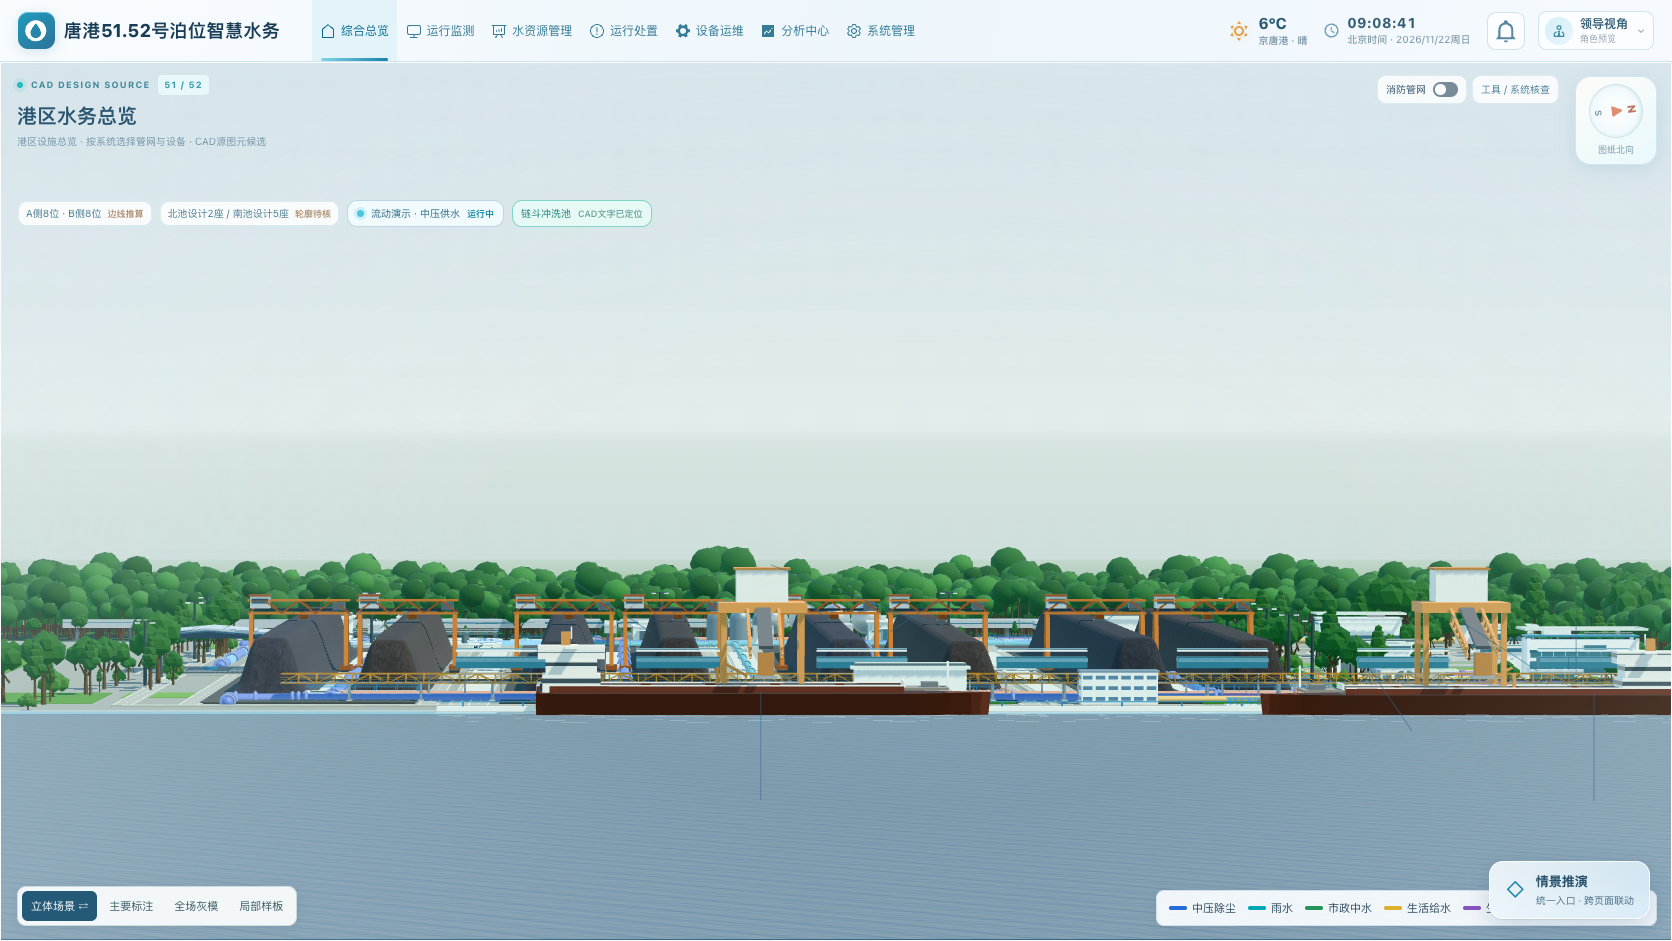 唐港51.52号泊位智慧水务
综合总览
运行监测
水资源管理
运行处置
设备运维
分析中心
系统管理
6°C
京唐港 · 晴
09:08:41
北京时间 · 2026/11/22周日
领导视角
角色预览
CAD DESIGN SOURCE 51 / 52
港区水务总览
港区设施总览 · 按系统选择管网与设备 · CAD源图元候选
消防管网
工具 / 系统核查
S N
图纸北向
A侧8位 · B侧8位 边线推算
北池设计2座 / 南池设计5座 轮廓待核
流动演示 · 中压供水 运行中
链斗冲洗池 CAD文字已定位
立体场景
主要标注
全场灰模
局部样板
中压除尘
雨水
市政中水
生活给水
情景推演
统一入口 · 跨页面联动